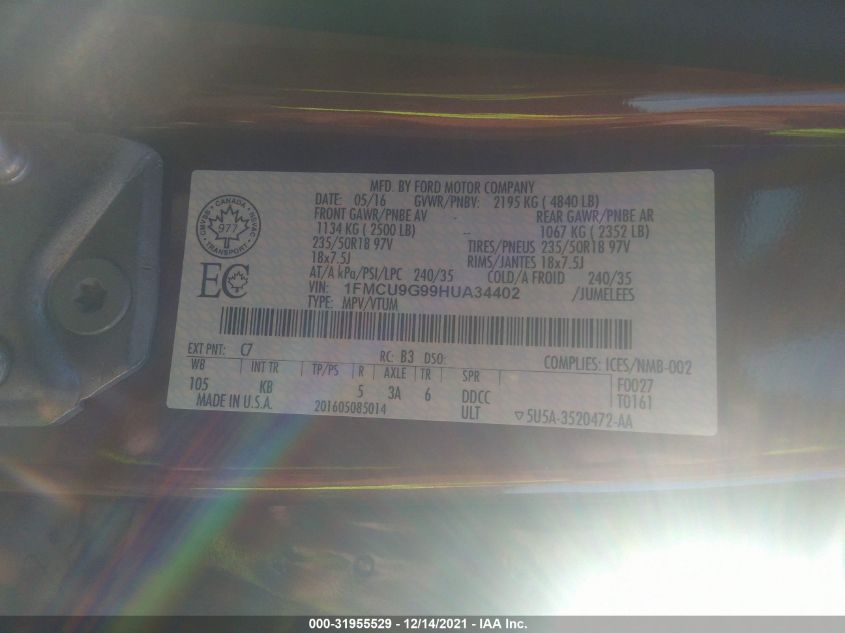 MFD. BY FORD MOTOR COMPANY
DATE: 05/16 GVWR/PNBV: 2195 KG ( 4840 LB)
FRONT GAWR/PNBE AV REAR GAWR/PNBE AR
1134 KG ( 2500 LB) 1067 KG ( 2352 LB)
235/50R18 97V TIRES/PNEUS 235/50R18 97V
18x7.5J RIMS/JANTES 18x7.5J
AT/A kPa/PSI/LPC 240/35 COLD/A FROID 240/35
VIN: 1FMCU9G99HUA34402 /JUMELEES
TYPE: MPV/VTUM
CANADA
CMVSS NSVAC
977
TRANSPORT
EC
EXT PNT: C7 RC: B3 DSO: COMPLIES: ICES/NMB-002
WB INT TR TP/PS R AXLE TR SPR F0027
105 KB 5 3A 6 DDCC T0161
MADE IN U.S.A. 201605085014 ULT 5U5A-3520472-AA
000-31955529 - 12/14/2021 - IAA Inc.